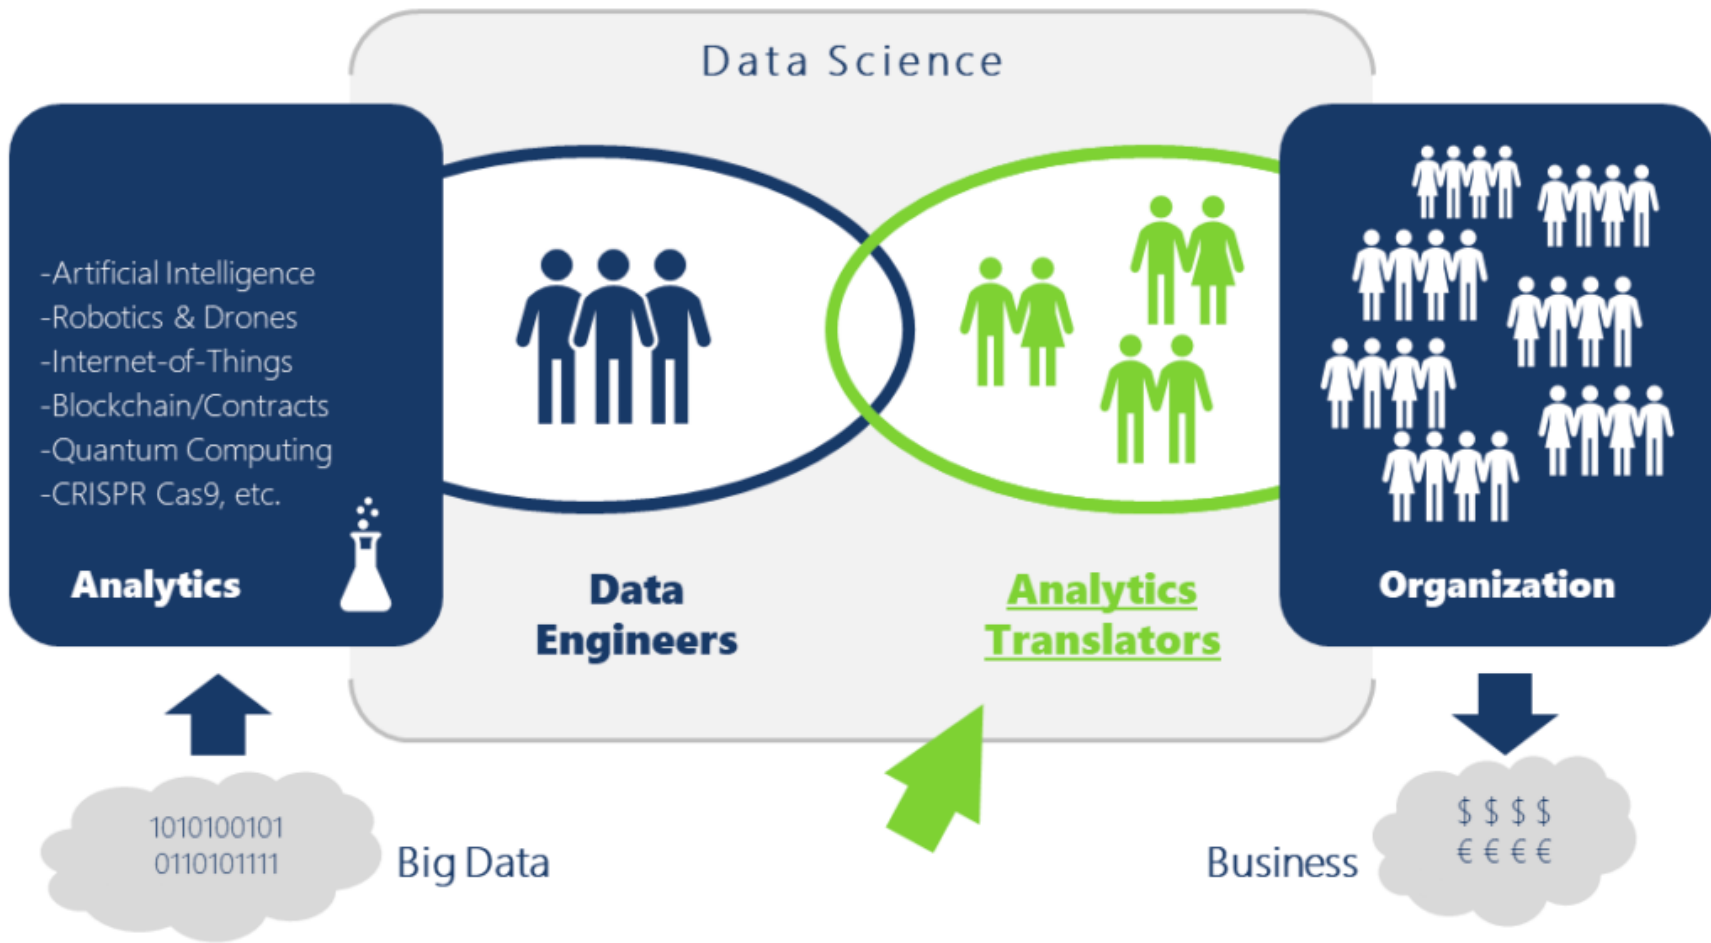 Data Science
-Artificial Intelligence
-Robotics & Drones
-Internet-of-Things
-Blockchain/Contracts
-Quantum Computing
-CRISPR Cas9, etc.
Analytics
Data
Engineers
Analytics
Translators
Organization
1010100101
0110101111
Big Data
Business
$ $ $ $
€ € € €